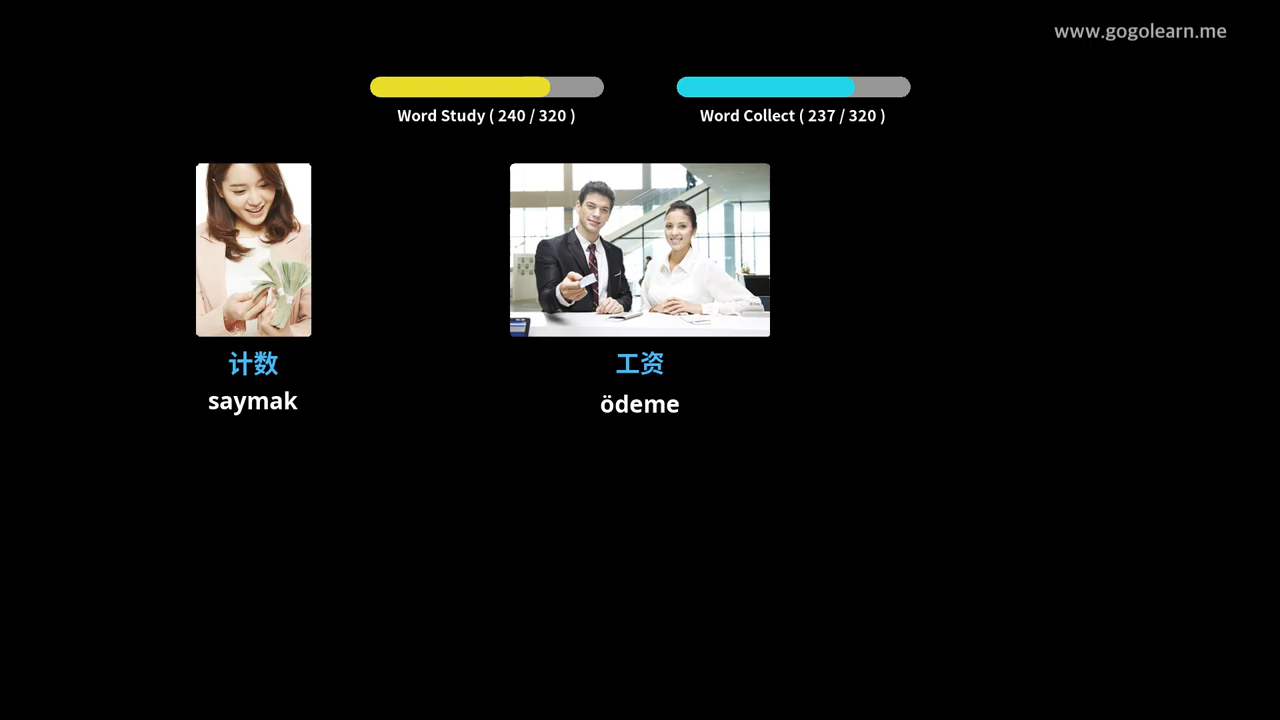 www.gogolearn.me
Word Study ( 240 / 320 )
Word Collect ( 237 / 320 )
计数
saymak
工资
ödeme